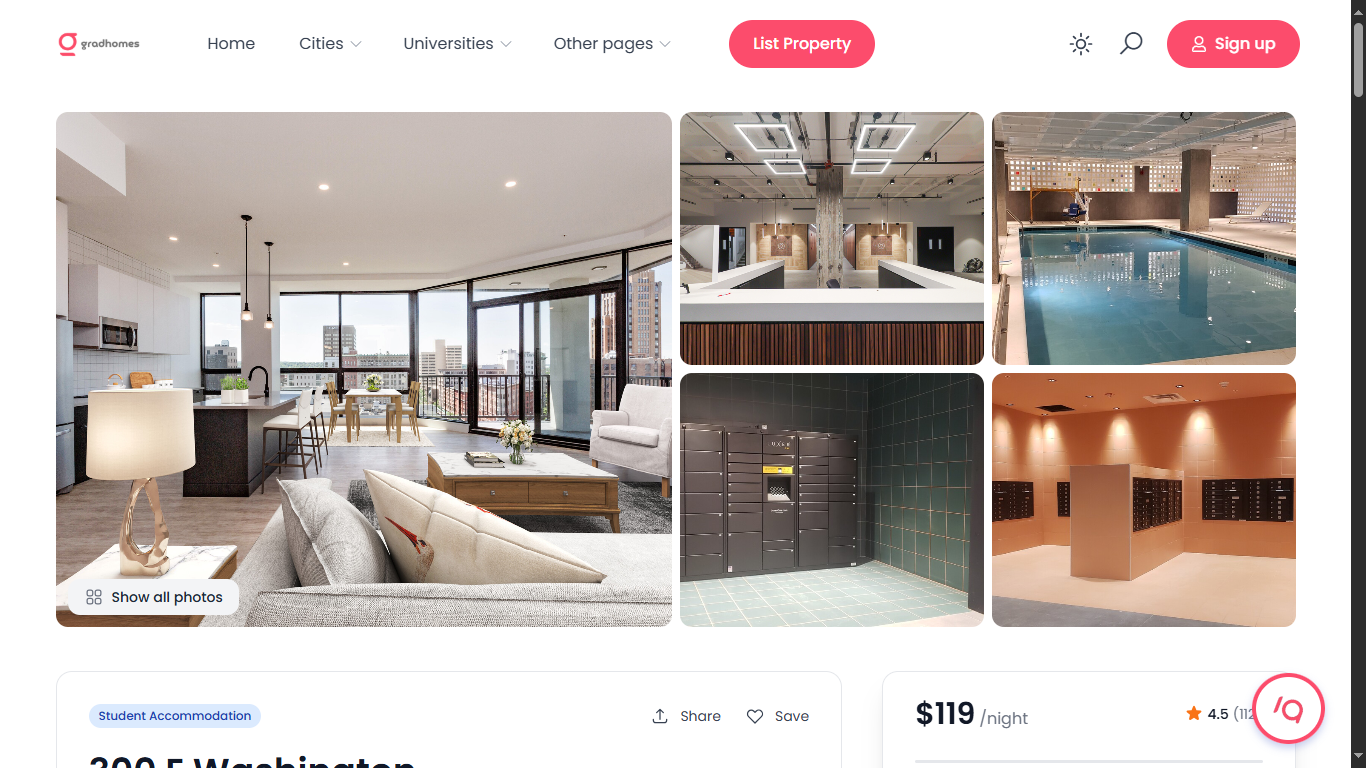 gradhomes
Home
Cities
Universities
Other pages
List Property
Sign up
Show all photos
Student Accommodation
Share
Save
300 E Washington
$119 /night
4.5 (112